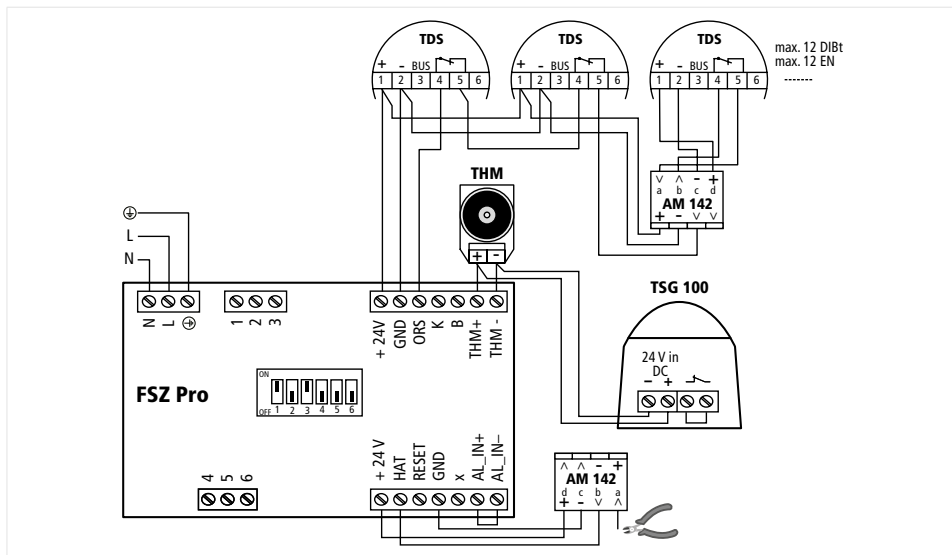 TDS
TDS
TDS
max. 12 DIBt
max. 12 EN
-------
+ - BUS
1 2 3 4 5 6
+ - BUS
1 2 3 4 5 6
+ - BUS
1 2 3 4 5 6
THM
+ -
< > - +
a b c d
AM 142
+ - < <
L
N
TSG 100
24 V in
DC
- +
N L
1 2 3
+ 24V GND ORS K B THM+ THM -
FSZ Pro
ON
OFF
1 2 3 4 5 6
4 5 6
+ 24 V HAT RESET GND x AL_IN+ AL_IN–
> > - +
AM 142
d c b a
+ - < >